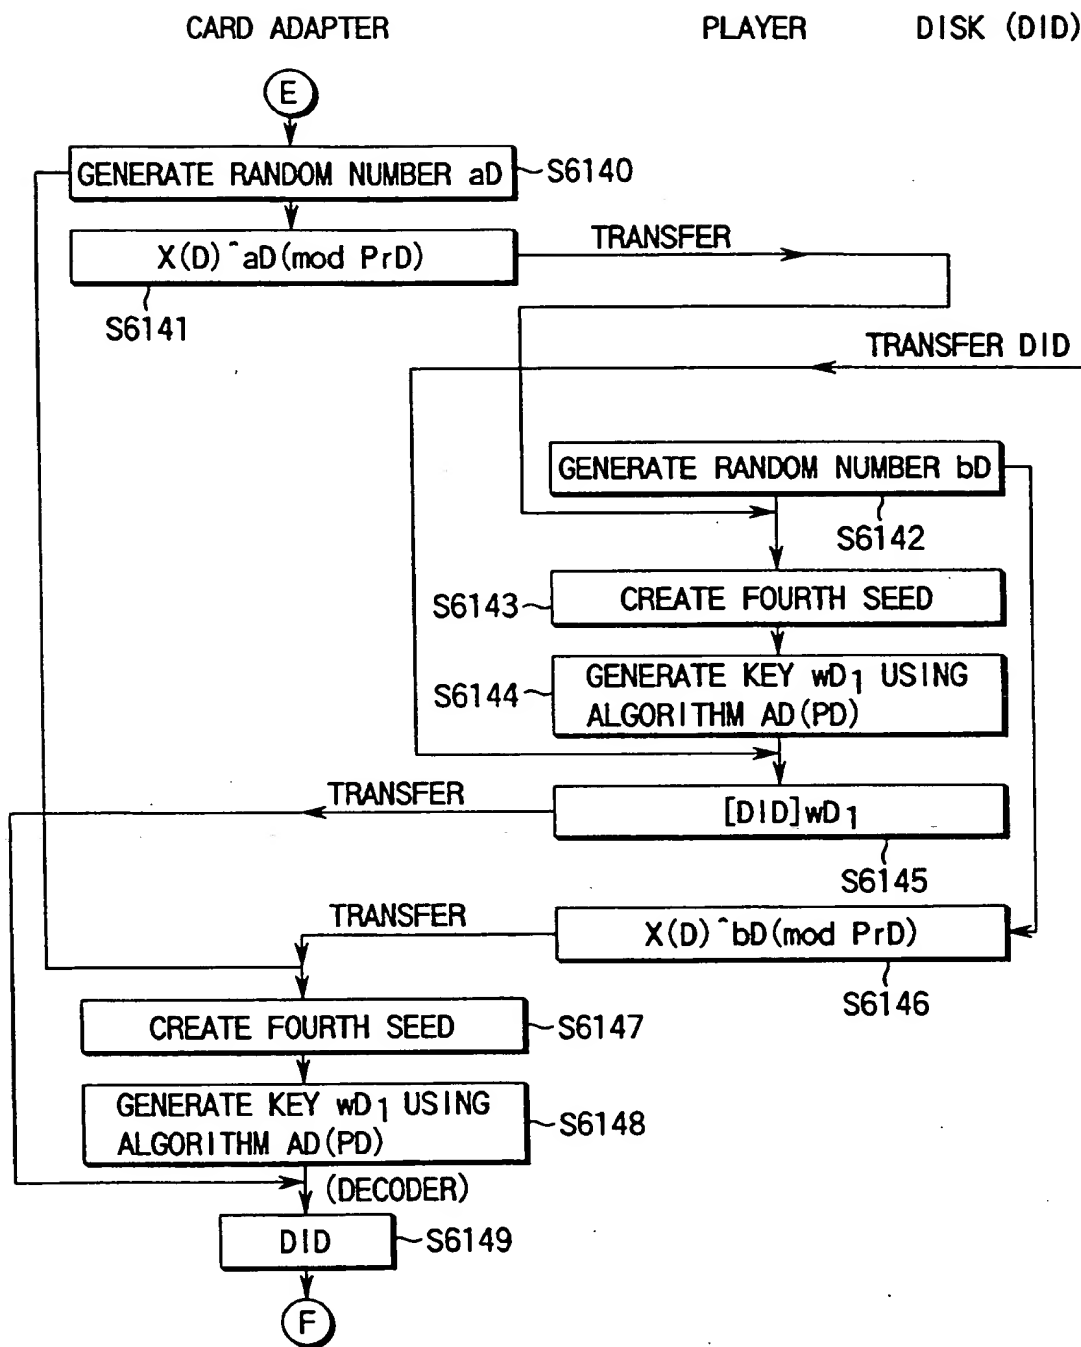 CARD ADAPTER PLAYER DISK (DID)
E
GENERATE RANDOM NUMBER aD
S6140
TRANSFER
X(D)^aD(mod PrD)
S6141
TRANSFER DID
GENERATE RANDOM NUMBER bD
S6142
S6143
CREATE FOURTH SEED
S6144
GENERATE KEY wD1 USING
ALGORITHM AD(PD)
TRANSFER
[DID]wD1
S6145
TRANSFER
X(D)^bD(mod PrD)
S6146
CREATE FOURTH SEED
S6147
GENERATE KEY wD1 USING
ALGORITHM AD(PD)
S6148
(DECODER)
DID
S6149
F